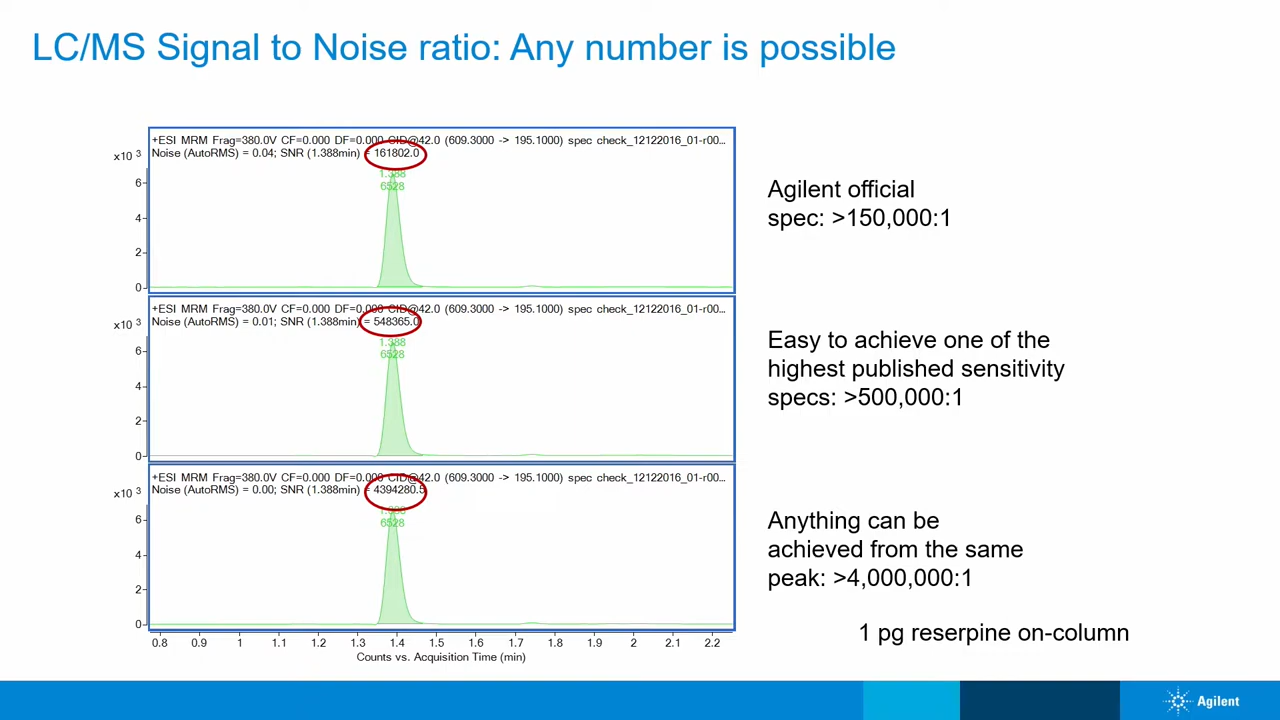 LC/MS Signal to Noise ratio: Any number is possible
+ESI MRM Frag=380.0V CF=0.000 DF=0.000 CID@42.0 (609.3000 -> 195.1000) spec check_12122016_01-r00...
Noise (AutoRMS) = 0.04; SNR (1.388min) = 161802.0
x10 3
1.388
6528
6
4
2
0
Agilent official
spec: >150,000:1
+ESI MRM Frag=380.0V CF=0.000 DF=0.000 CID@42.0 (609.3000 -> 195.1000) spec check_12122016_01-r00...
Noise (AutoRMS) = 0.01; SNR (1.388min) = 548365.0
x10 3
1.388
6528
6
4
2
0
Easy to achieve one of the
highest published sensitivity
specs: >500,000:1
+ESI MRM Frag=380.0V CF=0.000 DF=0.000 CID@42.0 (609.3000 -> 195.1000) spec check_12122016_01-r00...
Noise (AutoRMS) = 0.00; SNR (1.388min) = 4394280.5
x10 3
1.388
6528
6
4
2
0
Anything can be
achieved from the same
peak: >4,000,000:1
0.8 0.9 1 1.1 1.2 1.3 1.4 1.5 1.6 1.7 1.8 1.9 2 2.1 2.2
Counts vs. Acquisition Time (min)
1 pg reserpine on-column
Agilent